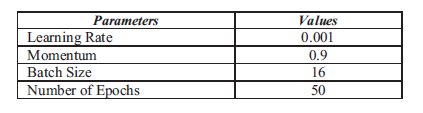 Parameters Values
Learning Rate 0.001
Momentum 0.9
Batch Size 16
Number of Epochs 50